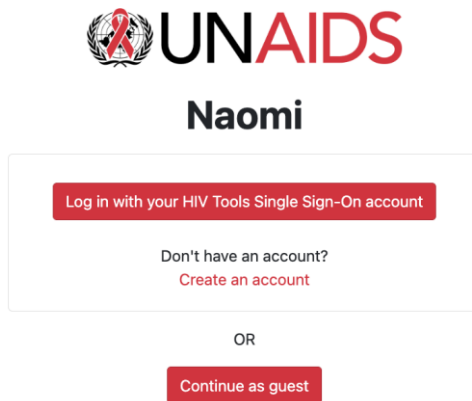 UNAIDS
Naomi
Log in with your HIV Tools Single Sign-On account
Don't have an account?
Create an account
OR
Continue as guest